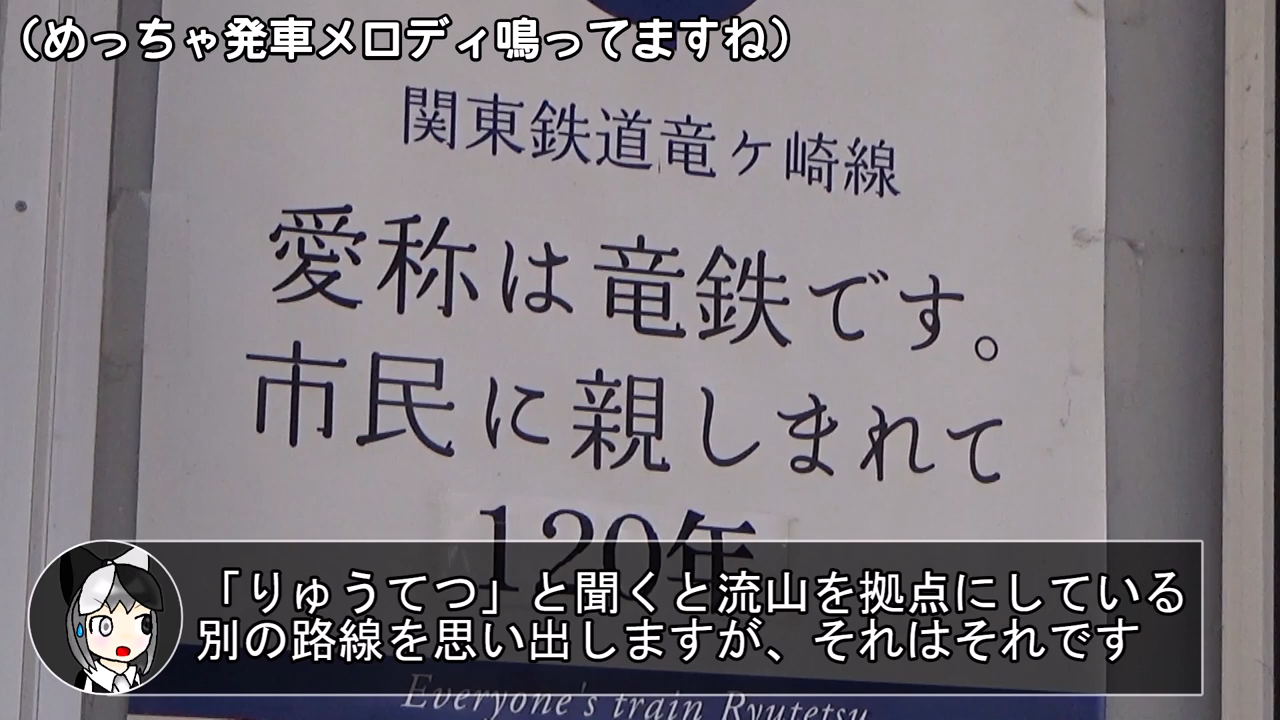 （めっちゃ発車メロディ鳴ってますね）
関東鉄道竜ヶ崎線
愛称は竜鉄です。
市民に親しまれて
120年
「りゅうてつ」と聞くと流山を拠点にしている
別の路線を思い出しますが、それはそれです
Everyone's train Ryutetsu